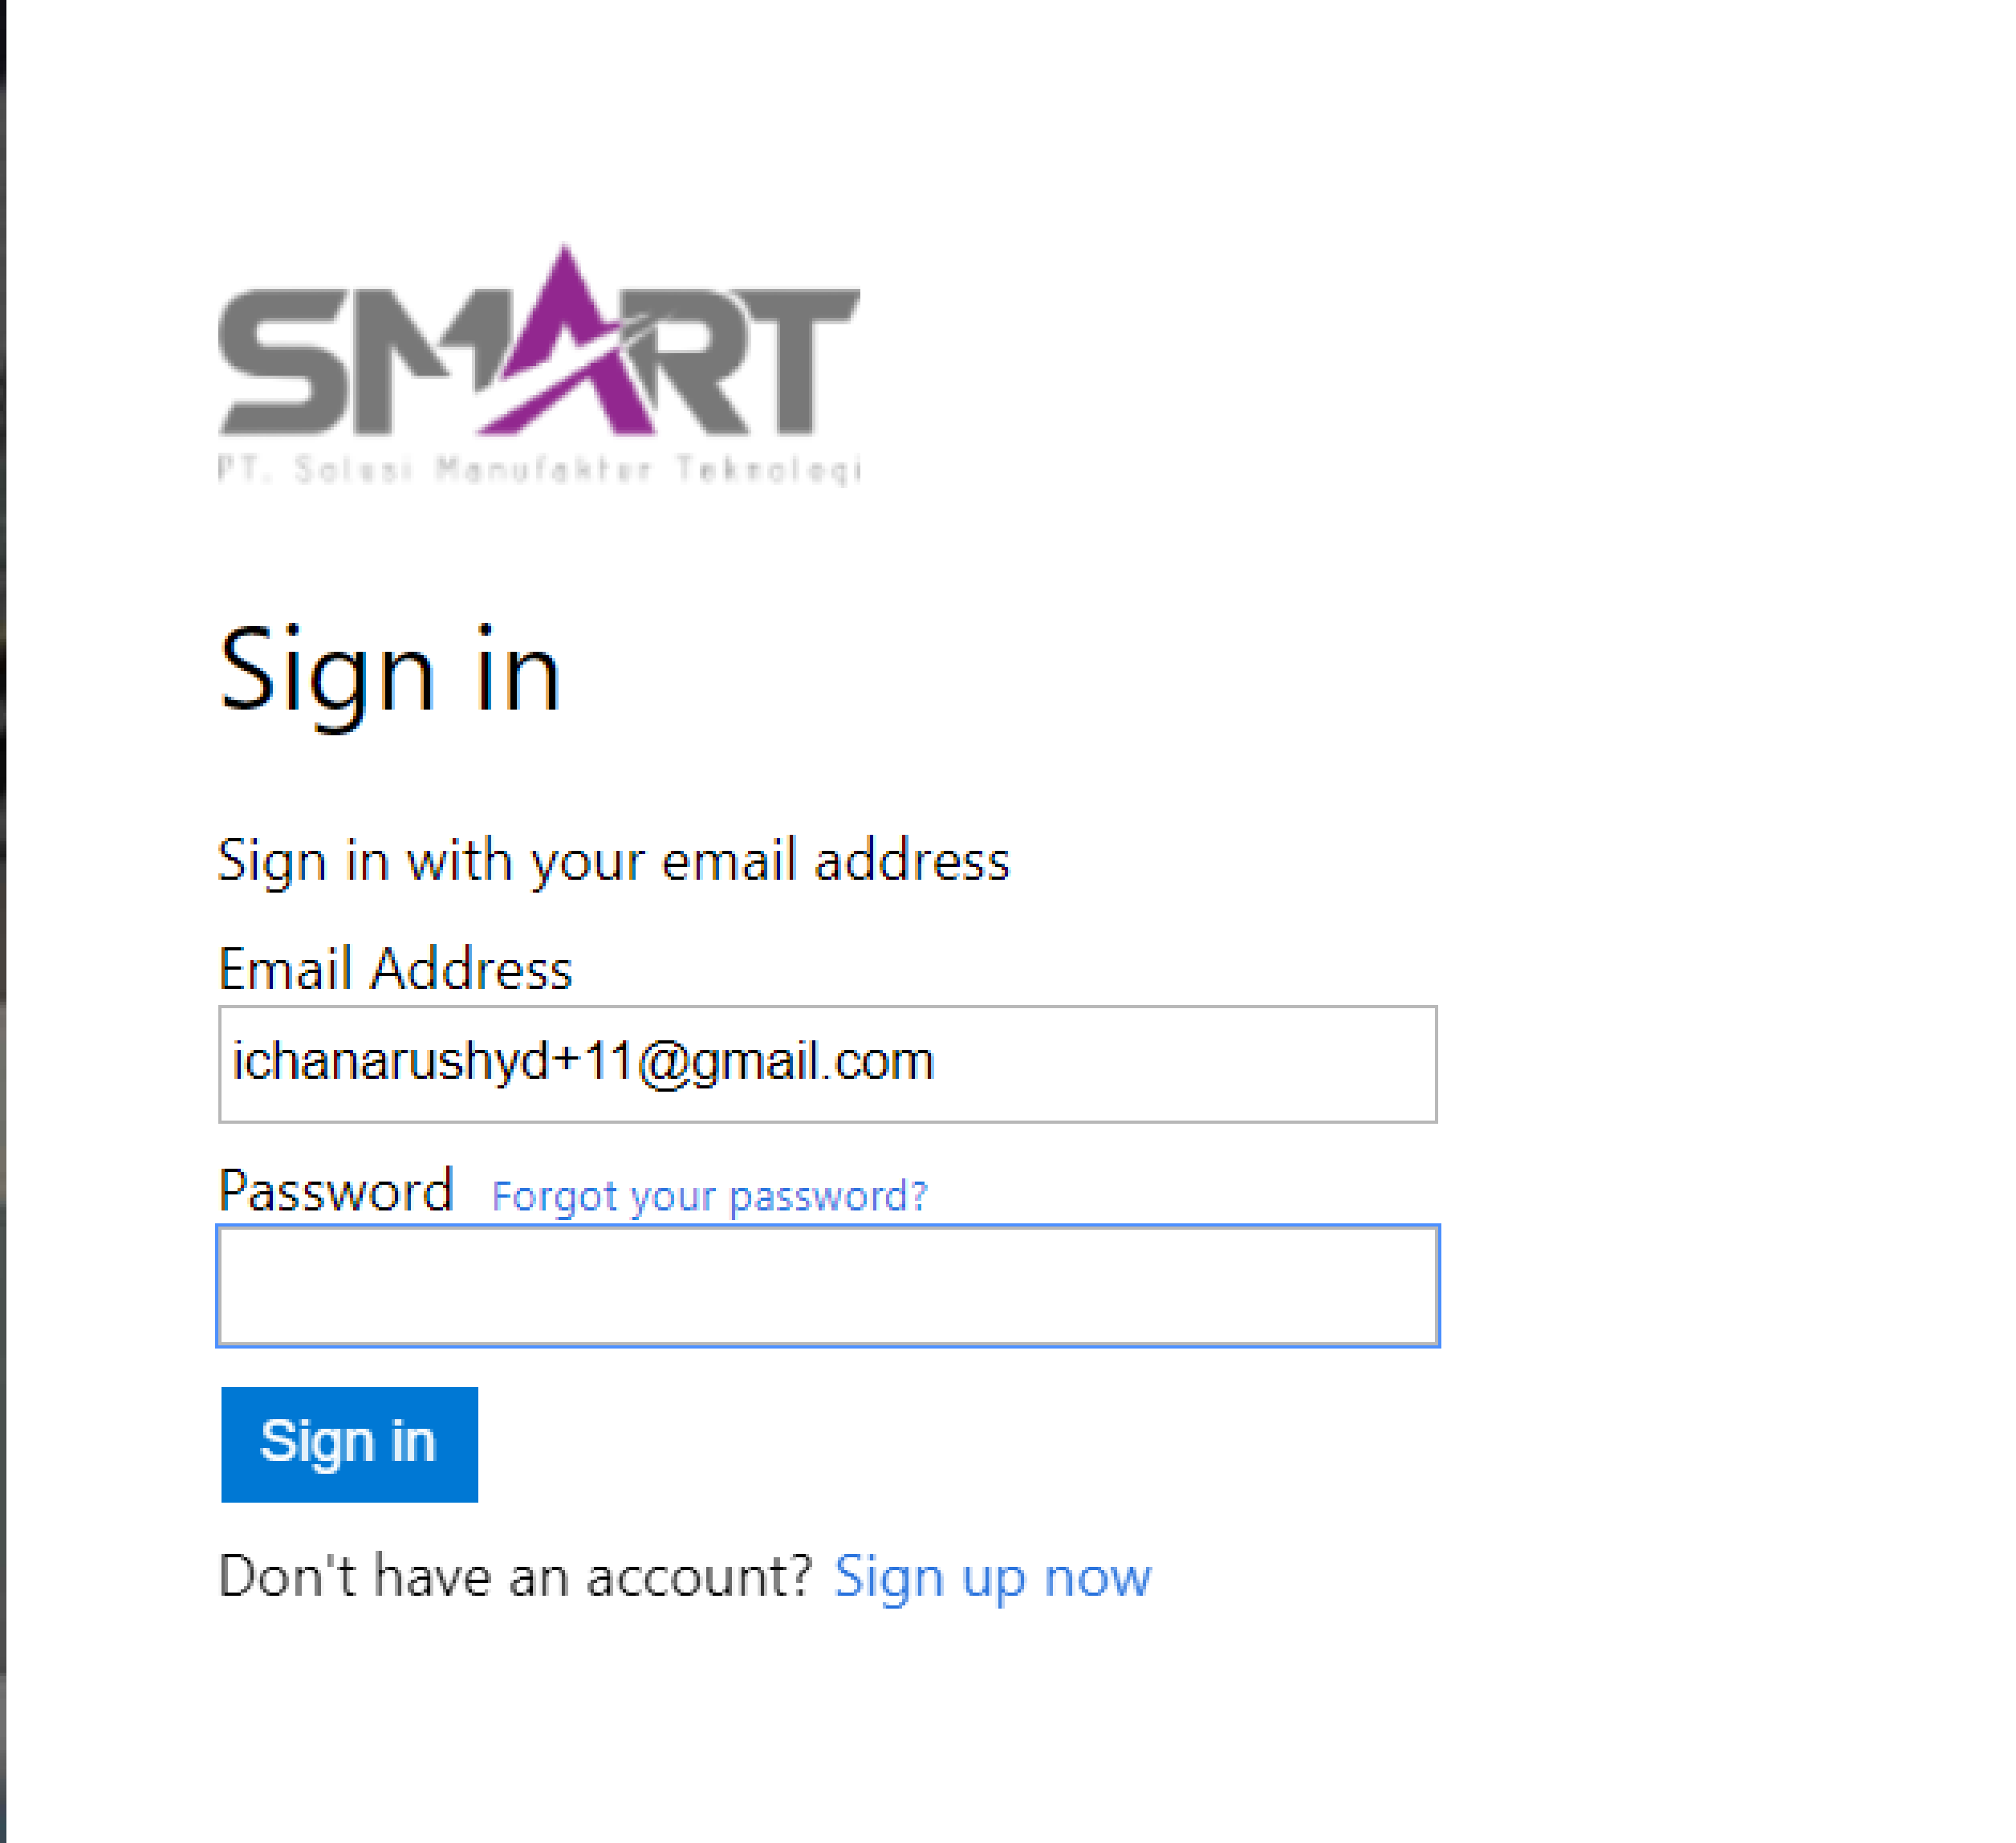 SMART
PT. Solusi Manufaktur Teknologi
Sign in
Sign in with your email address
Email Address
ichanarushyd+11@gmail.com
Password Forgot your password?
Sign in
Don't have an account? Sign up now